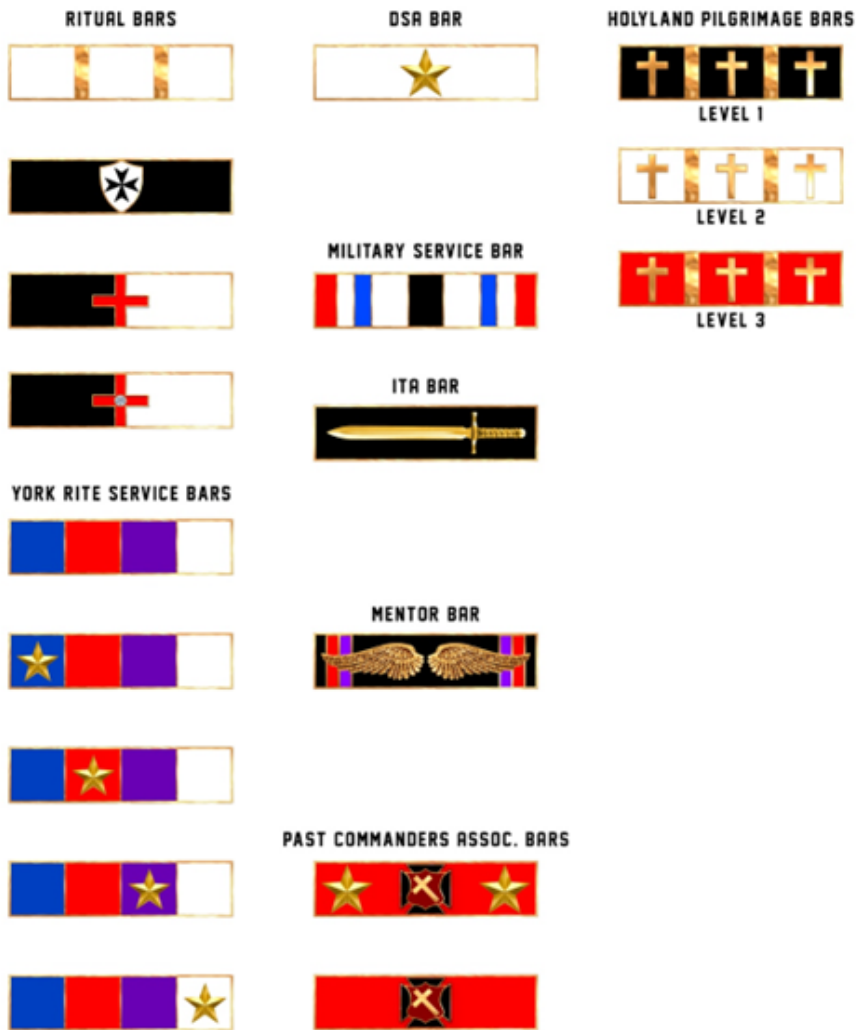 RITUAL BARS
DSA BAR
HOLYLAND PILGRIMAGE BARS
LEVEL 1
LEVEL 2
MILITARY SERVICE BAR
LEVEL 3
ITA BAR
YORK RITE SERVICE BARS
MENTOR BAR
PAST COMMANDERS ASSOC. BARS